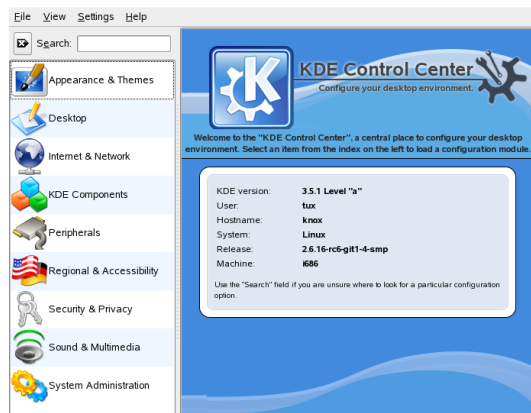 File View Settings Help
Search:
Appearance & Themes
Desktop
Internet & Network
KDE Components
Peripherals
Regional & Accessibility
Security & Privacy
Sound & Multimedia
System Administration
KDE Control Center
Configure your desktop environment.
Welcome to the "KDE Control Center", a central place to configure your desktop
environment. Select an item from the index on the left to load a configuration module.
KDE version: 3.5.1 Level "a"
User: tux
Hostname: knox
System: Linux
Release: 2.6.16-rc6-git1-4-smp
Machine: i686
Use the "Search" field if you are unsure where to look for a particular configuration
option.